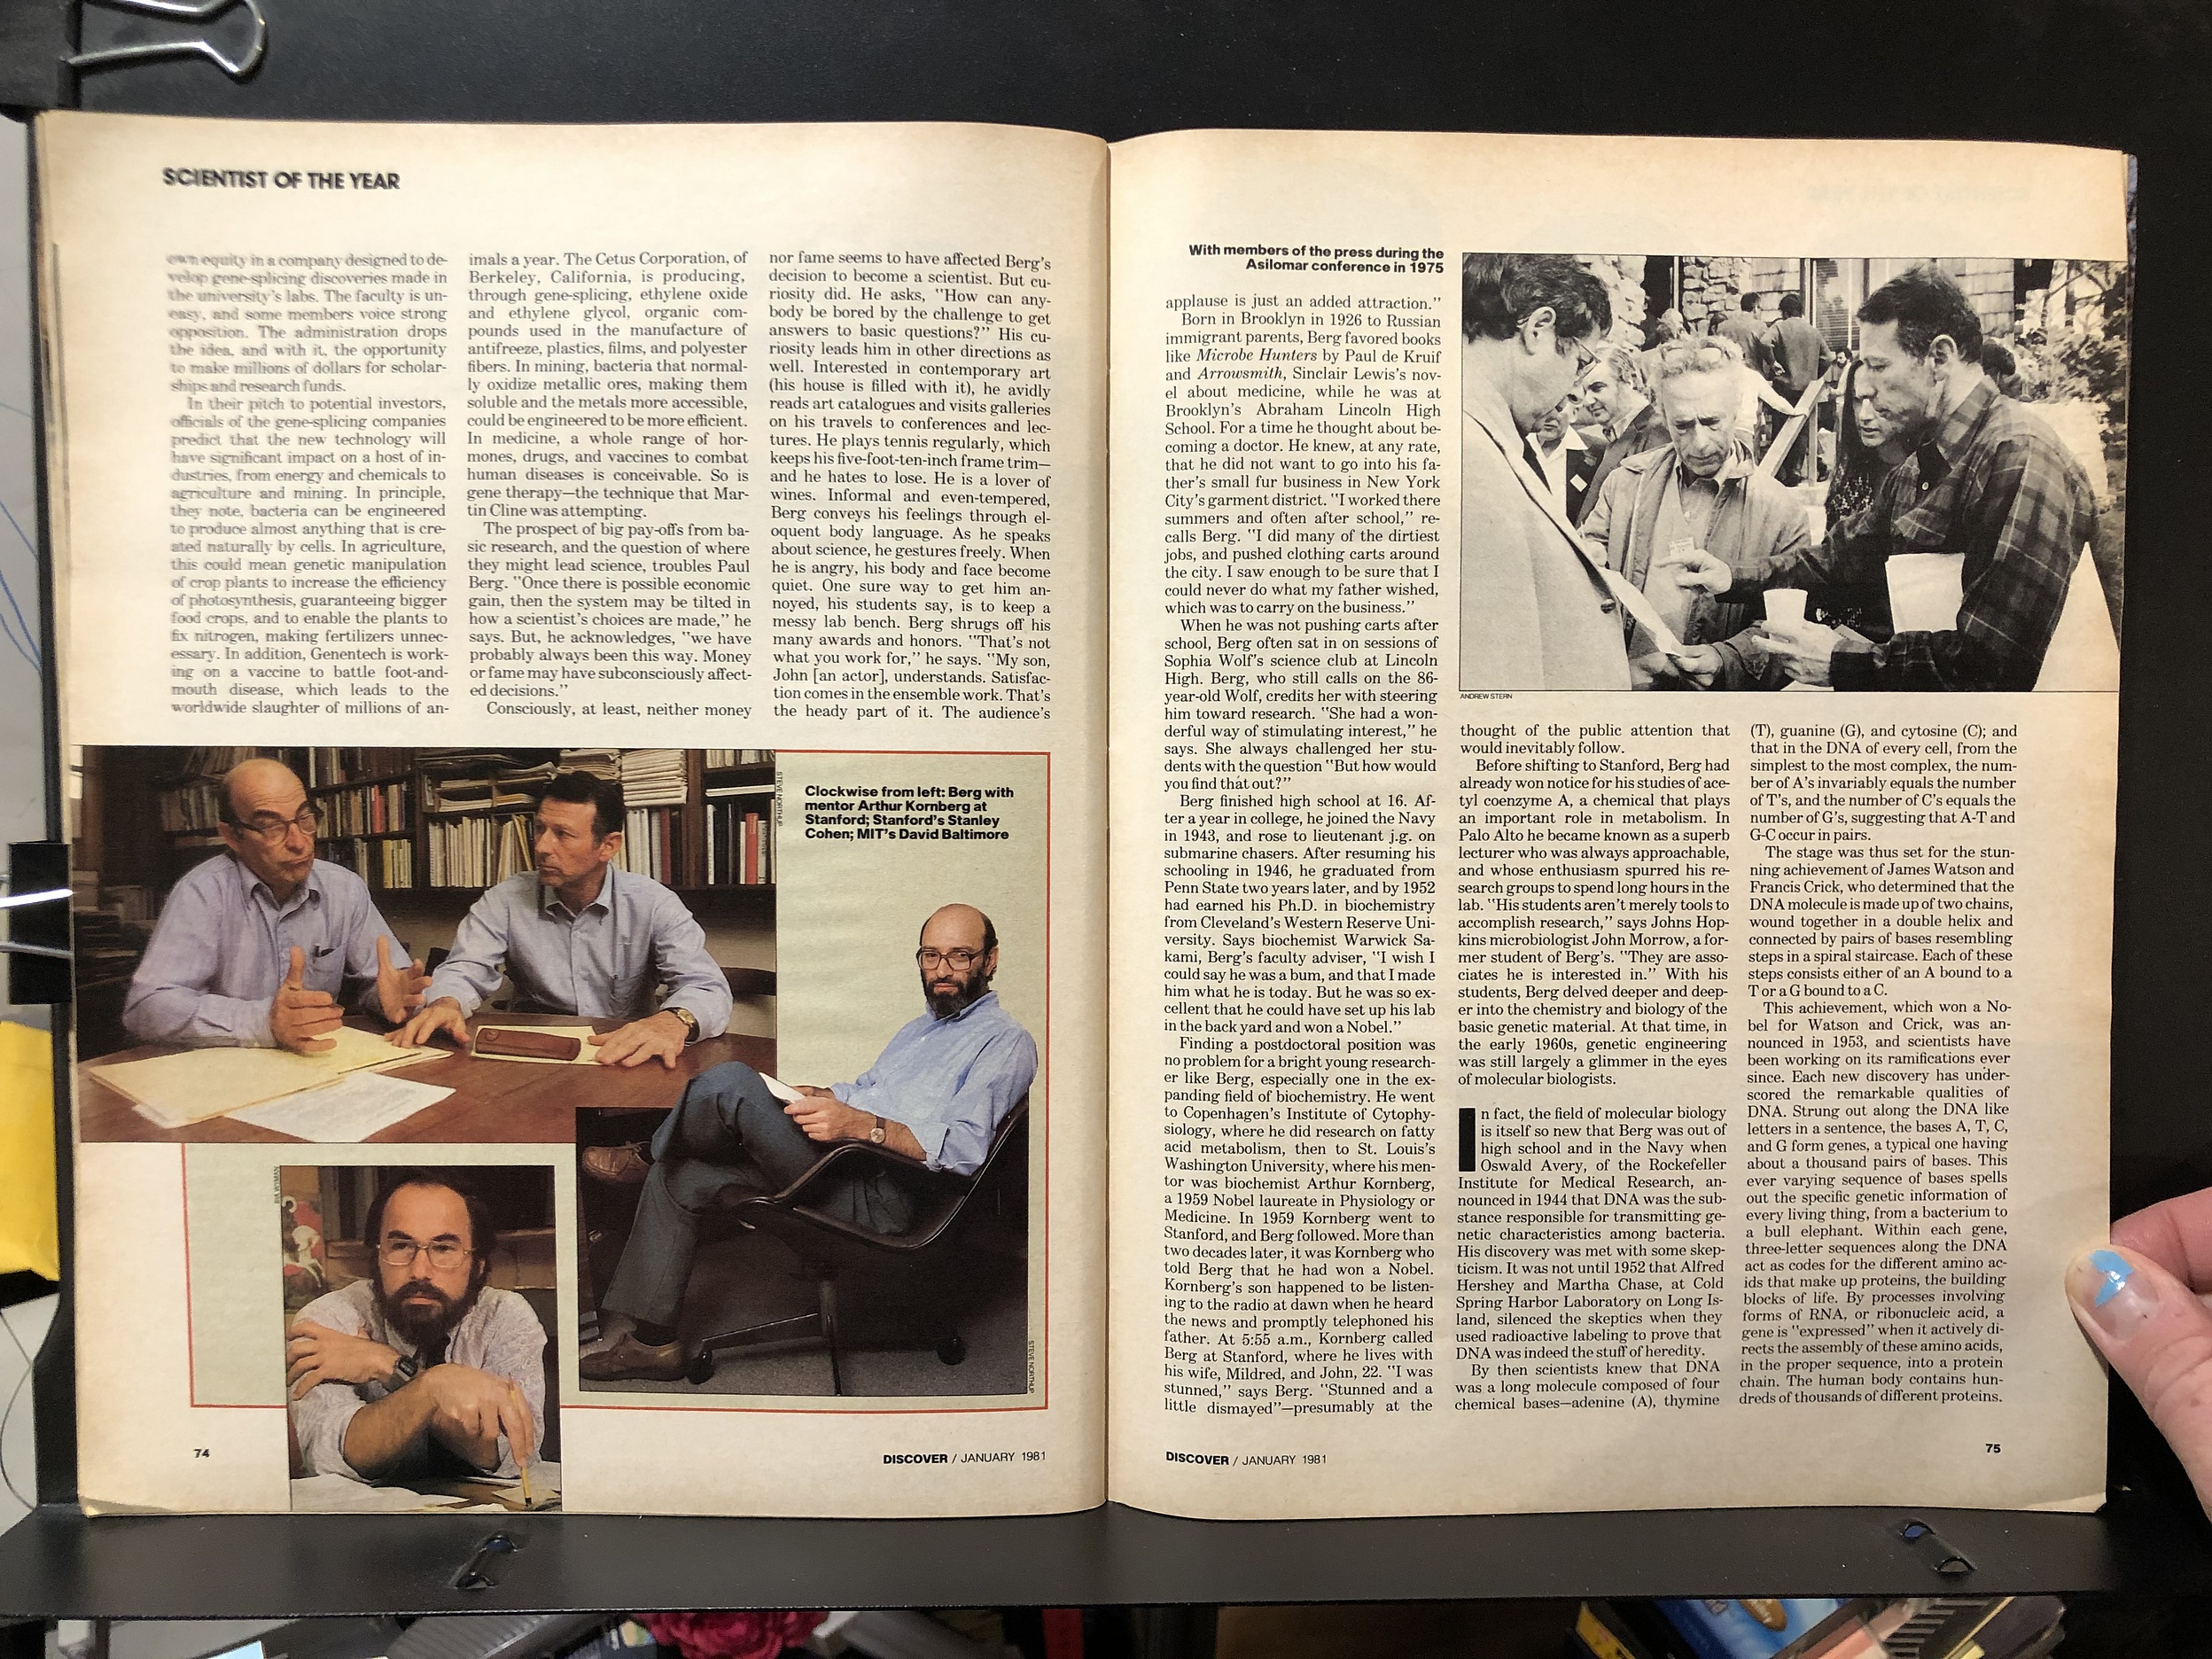 SCIENTIST OF THE YEAR
own equity in a company designed to de-
velop gene-splicing discoveries made in
the university's labs. The faculty is un-
easy, and some members voice strong
opposition. The administration drops
the idea, and with it, the opportunity
to make millions of dollars for scholar-
ships and research funds.
In their pitch to potential investors,
officials of the gene-splicing companies
predict that the new technology will
have significant impact on a host of in-
dustries, from energy and chemicals to
agriculture and mining. In principle,
they note, bacteria can be engineered
to produce almost anything that is cre-
ated naturally by cells. In agriculture,
this could mean genetic manipulation
of crop plants to increase the efficiency
of photosynthesis, guaranteeing bigger
food crops, and to enable the plants to
fix nitrogen, making fertilizers unnec-
essary. In addition, Genentech is work-
ing on a vaccine to battle foot-and-
mouth disease, which leads to the
worldwide slaughter of millions of an-
imals a year. The Cetus Corporation, of
Berkeley, California, is producing,
through gene-splicing, ethylene oxide
and ethylene glycol, organic com-
pounds used in the manufacture of
antifreeze, plastics, films, and polyester
fibers. In mining, bacteria that normal-
ly oxidize metallic ores, making them
soluble and the metals more accessible,
could be engineered to be more efficient.
In medicine, a whole range of hor-
mones, drugs, and vaccines to combat
human diseases is conceivable. So is
gene therapy—the technique that Mar-
tin Cline was attempting.
The prospect of big pay-offs from ba-
sic research, and the question of where
they might lead science, troubles Paul
Berg. "Once there is possible economic
gain, then the system may be tilted in
how a scientist's choices are made," he
says. But, he acknowledges, "we have
probably always been this way. Money
or fame may have subconsciously affect-
ed decisions."
Consciously, at least, neither money
nor fame seems to have affected Berg's
decision to become a scientist. But cu-
riosity did. He asks, "How can any-
body be bored by the challenge to get
answers to basic questions?" His cu-
riosity leads him in other directions as
well. Interested in contemporary art
(his house is filled with it), he avidly
reads art catalogues and visits galleries
on his travels to conferences and lec-
tures. He plays tennis regularly, which
keeps his five-foot-ten-inch frame trim—
and he hates to lose. He is a lover of
wines. Informal and even-tempered,
Berg conveys his feelings through el-
oquent body language. As he speaks
about science, he gestures freely. When
he is angry, his body and face become
quiet. One sure way to get him an-
noyed, his students say, is to keep a
messy lab bench. Berg shrugs off his
many awards and honors. "That's not
what you work for," he says. "My son,
John [an actor], understands. Satisfac-
tion comes in the ensemble work. That's
the heady part of it. The audience's
STEVE NORTHUP
Clockwise from left: Berg with
mentor Arthur Kornberg at
Stanford; Stanford's Stanley
Cohen; MIT's David Baltimore
STEVE NORTHUP
74
DISCOVER / JANUARY 1981
With members of the press during the
Asilomar conference in 1975
applause is just an added attraction."
Born in Brooklyn in 1926 to Russian
immigrant parents, Berg favored books
like Microbe Hunters by Paul de Kruif
and Arrowsmith, Sinclair Lewis's nov-
el about medicine, while he was at
Brooklyn's Abraham Lincoln High
School. For a time he thought about be-
coming a doctor. He knew, at any rate,
that he did not want to go into his fa-
ther's small fur business in New York
City's garment district. "I worked there
summers and often after school," re-
calls Berg. "I did many of the dirtiest
jobs, and pushed clothing carts around
the city. I saw enough to be sure that I
could never do what my father wished,
which was to carry on the business."
When he was not pushing carts after
school, Berg often sat in on sessions of
Sophia Wolf's science club at Lincoln
High. Berg, who still calls on the 86-
year-old Wolf, credits her with steering
him toward research. "She had a won-
derful way of stimulating interest," he
says. She always challenged her stu-
dents with the question "But how would
you find that out?"
Berg finished high school at 16. Af-
ter a year in college, he joined the Navy
in 1943, and rose to lieutenant j.g. on
submarine chasers. After resuming his
schooling in 1946, he graduated from
Penn State two years later, and by 1952
had earned his Ph.D. in biochemistry
from Cleveland's Western Reserve Uni-
versity. Says biochemist Warwick Sa-
kami, Berg's faculty adviser, "I wish I
could say he was a bum, and that I made
him what he is today. But he was so ex-
cellent that he could have set up his lab
in the back yard and won a Nobel."
Finding a postdoctoral position was
no problem for a bright young research-
er like Berg, especially one in the ex-
panding field of biochemistry. He went
to Copenhagen's Institute of Cytophy-
siology, where he did research on fatty
acid metabolism, then to St. Louis's
Washington University, where his men-
tor was biochemist Arthur Kornberg,
a 1959 Nobel laureate in Physiology or
Medicine. In 1959 Kornberg went to
Stanford, and Berg followed. More than
two decades later, it was Kornberg who
told Berg that he had won a Nobel.
Kornberg's son happened to be listen-
ing to the radio at dawn when he heard
the news and promptly telephoned his
father. At 5:55 a.m., Kornberg called
Berg at Stanford, where he lives with
his wife, Mildred, and John, 22. "I was
stunned," says Berg. "Stunned and a
little dismayed"—presumably at the
ANDREW STERN
thought of the public attention that
would inevitably follow.
Before shifting to Stanford, Berg had
already won notice for his studies of ace-
tyl coenzyme A, a chemical that plays
an important role in metabolism. In
Palo Alto he became known as a superb
lecturer who was always approachable,
and whose enthusiasm spurred his re-
search groups to spend long hours in the
lab. "His students aren't merely tools to
accomplish research," says Johns Hop-
kins microbiologist John Morrow, a for-
mer student of Berg's. "They are asso-
ciates he is interested in." With his
students, Berg delved deeper and deep-
er into the chemistry and biology of the
basic genetic material. At that time, in
the early 1960s, genetic engineering
was still largely a glimmer in the eyes
of molecular biologists.
In fact, the field of molecular biology
is itself so new that Berg was out of
high school and in the Navy when
Oswald Avery, of the Rockefeller
Institute for Medical Research, an-
nounced in 1944 that DNA was the sub-
stance responsible for transmitting ge-
netic characteristics among bacteria.
His discovery was met with some skep-
ticism. It was not until 1952 that Alfred
Hershey and Martha Chase, at Cold
Spring Harbor Laboratory on Long Is-
land, silenced the skeptics when they
used radioactive labeling to prove that
DNA was indeed the stuff of heredity.
By then scientists knew that DNA
was a long molecule composed of four
chemical bases—adenine (A), thymine
(T), guanine (G), and cytosine (C); and
that in the DNA of every cell, from the
simplest to the most complex, the num-
ber of A's invariably equals the number
of T's, and the number of C's equals the
number of G's, suggesting that A-T and
G-C occur in pairs.
The stage was thus set for the stun-
ning achievement of James Watson and
Francis Crick, who determined that the
DNA molecule is made up of two chains,
wound together in a double helix and
connected by pairs of bases resembling
steps in a spiral staircase. Each of these
steps consists either of an A bound to a
T or a G bound to a C.
This achievement, which won a No-
bel for Watson and Crick, was an-
nounced in 1953, and scientists have
been working on its ramifications ever
since. Each new discovery has under-
scored the remarkable qualities of
DNA. Strung out along the DNA like
letters in a sentence, the bases A, T, C,
and G form genes, a typical one having
about a thousand pairs of bases. This
ever varying sequence of bases spells
out the specific genetic information of
every living thing, from a bacterium to
a bull elephant. Within each gene,
three-letter sequences along the DNA
act as codes for the different amino ac-
ids that make up proteins, the building
blocks of life. By processes involving
forms of RNA, or ribonucleic acid, a
gene is "expressed" when it actively di-
rects the assembly of these amino acids,
in the proper sequence, into a protein
chain. The human body contains hun-
dreds of thousands of different proteins.
DISCOVER / JANUARY 1981
75